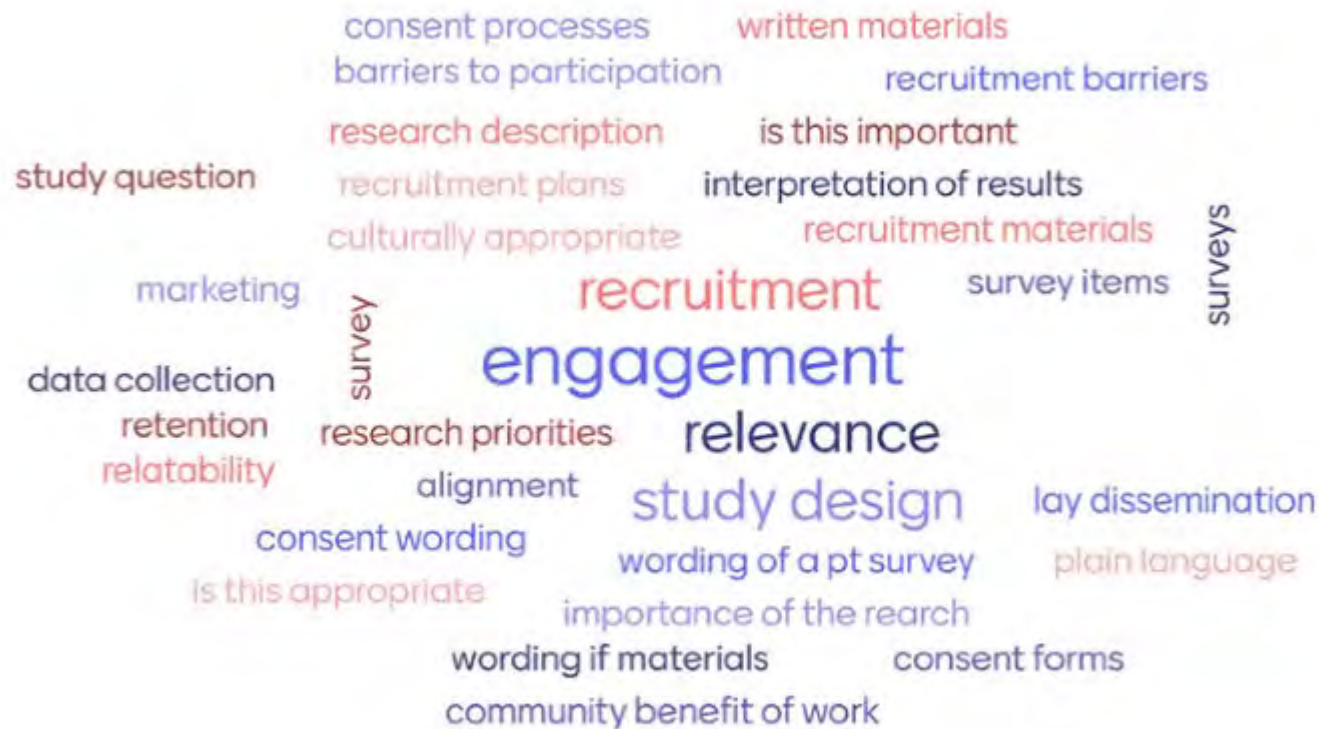 consent processes
written materials
barriers to participation
recruitment barriers
research description
is this important
study question
recruitment plans
interpretation of results
culturally appropriate
recruitment materials
surveys
marketing
survey
recruitment
survey items
engagement
data collection
retention
research priorities
relevance
relatability
alignment
study design
lay dissemination
consent wording
wording of a pt survey
plain language
is this appropriate
importance of the rearch
wording if materials
consent forms
community benefit of work